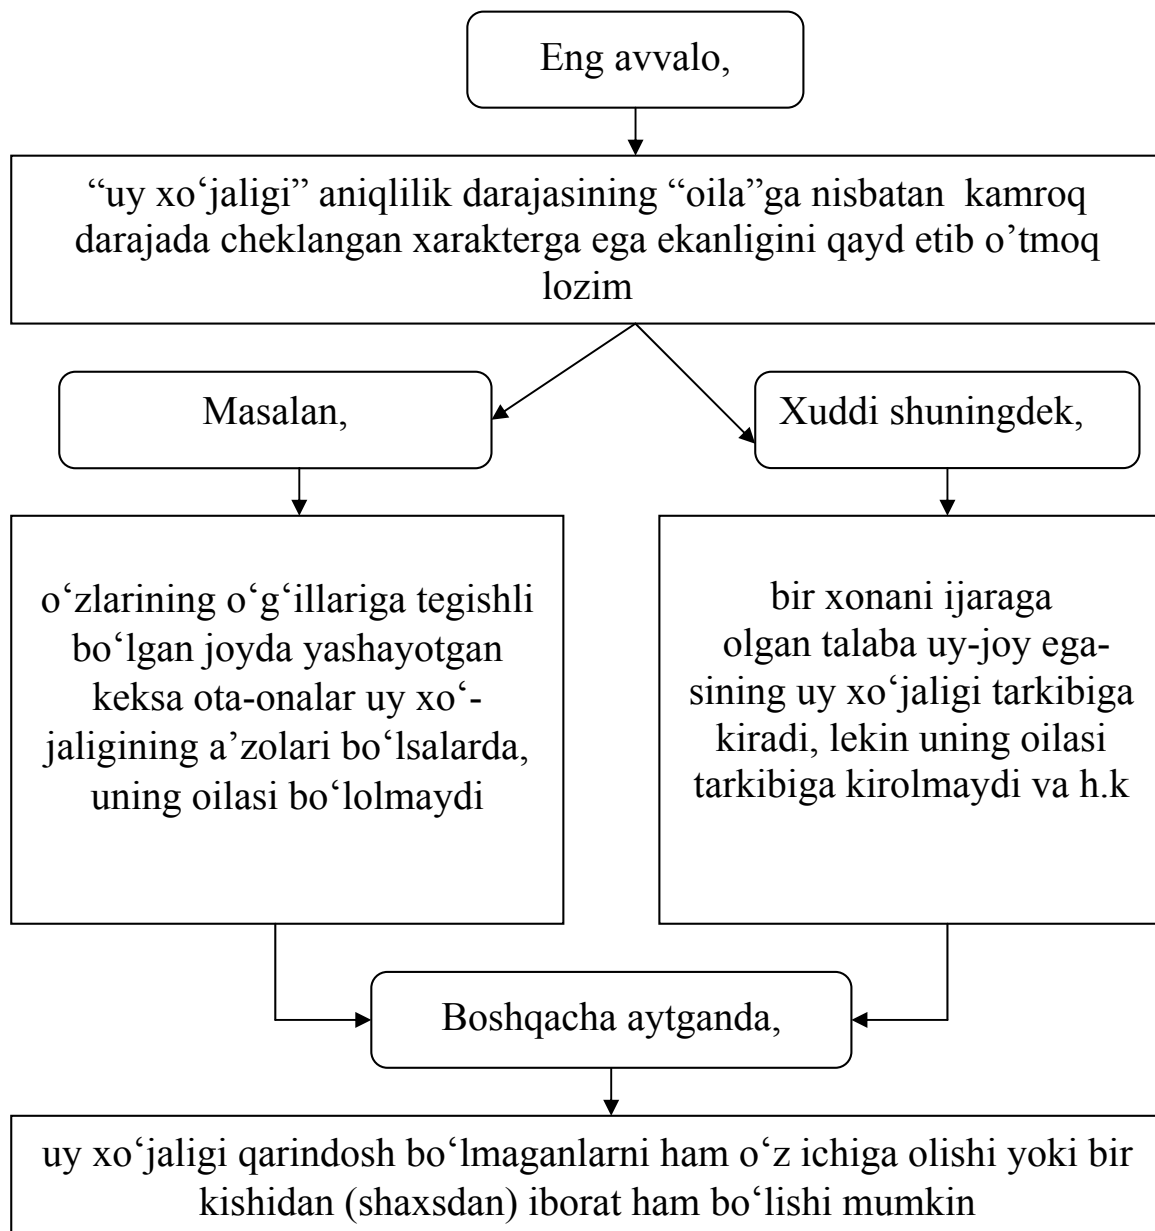 Eng avvalo,
“uy xo‘jaligi” aniqlilik darajasining “oila”ga nisbatan kamroq
darajada cheklangan xarakterga ega ekanligini qayd etib o’tmoq
lozim
Masalan,
Xuddi shuningdek,
o‘zlarining o‘g‘illariga tegishli
bo‘lgan joyda yashayotgan
keksa ota-onalar uy xo‘-
jaligining a’zolari bo‘lsalarda,
uning oilasi bo‘lolmaydi
bir xonani ijaraga
olgan talaba uy-joy ega-
sining uy xo‘jaligi tarkibiga
kiradi, lekin uning oilasi
tarkibiga kirolmaydi va h.k
Boshqacha aytganda,
uy xo‘jaligi qarindosh bo‘lmaganlarni ham o‘z ichiga olishi yoki bir
kishidan (shaxsdan) iborat ham bo‘lishi mumkin